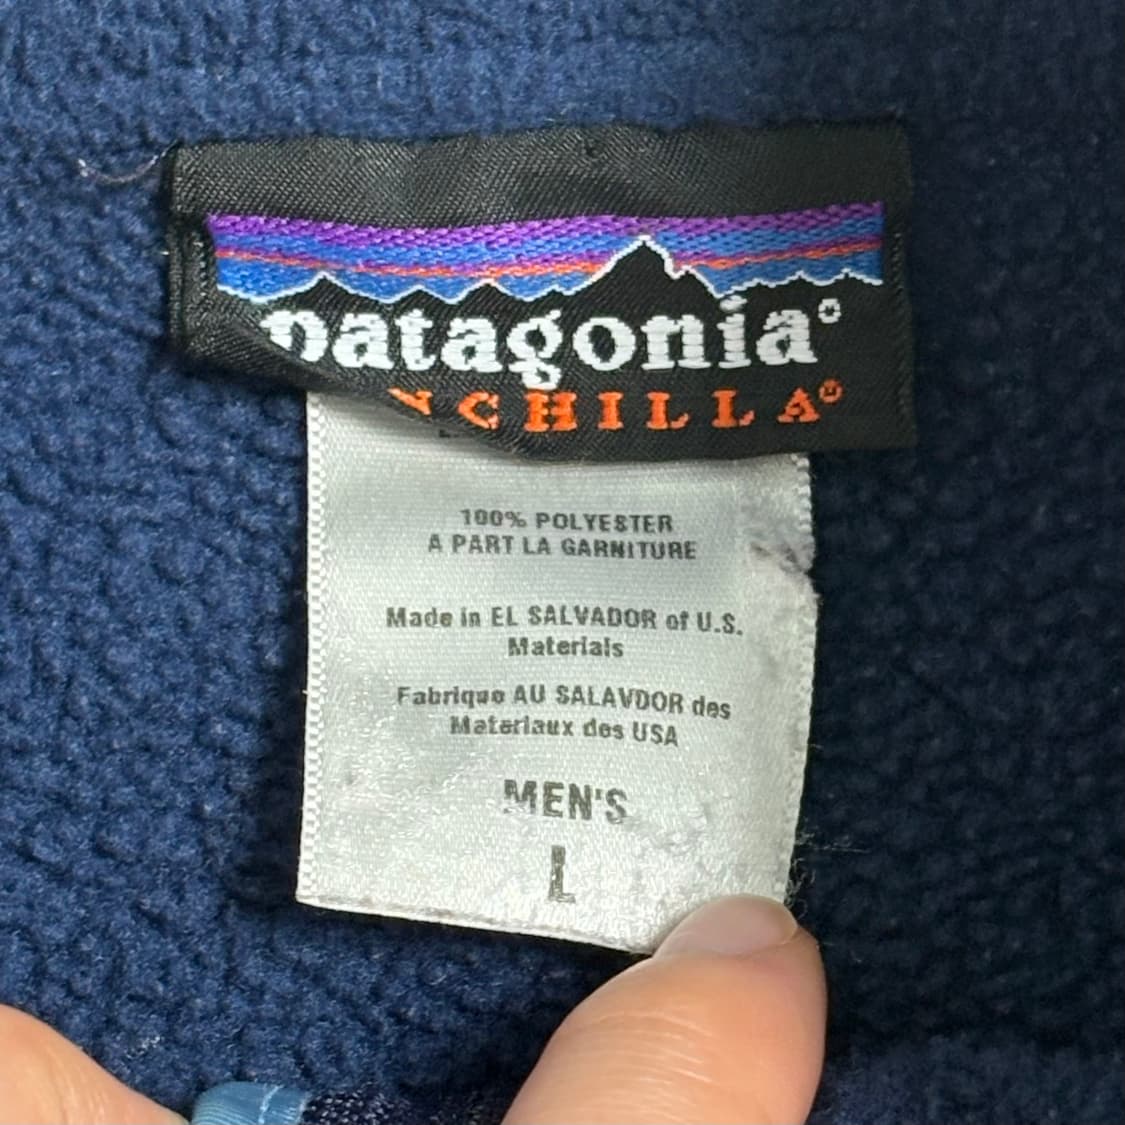 patagonia®
NCHILLA®
100% POLYESTER
A PART LA GARNITURE
Made in EL SALVADOR of U.S.
Materials
Fabrique AU SALAVDOR des
Materiaux des USA
MEN'S
L